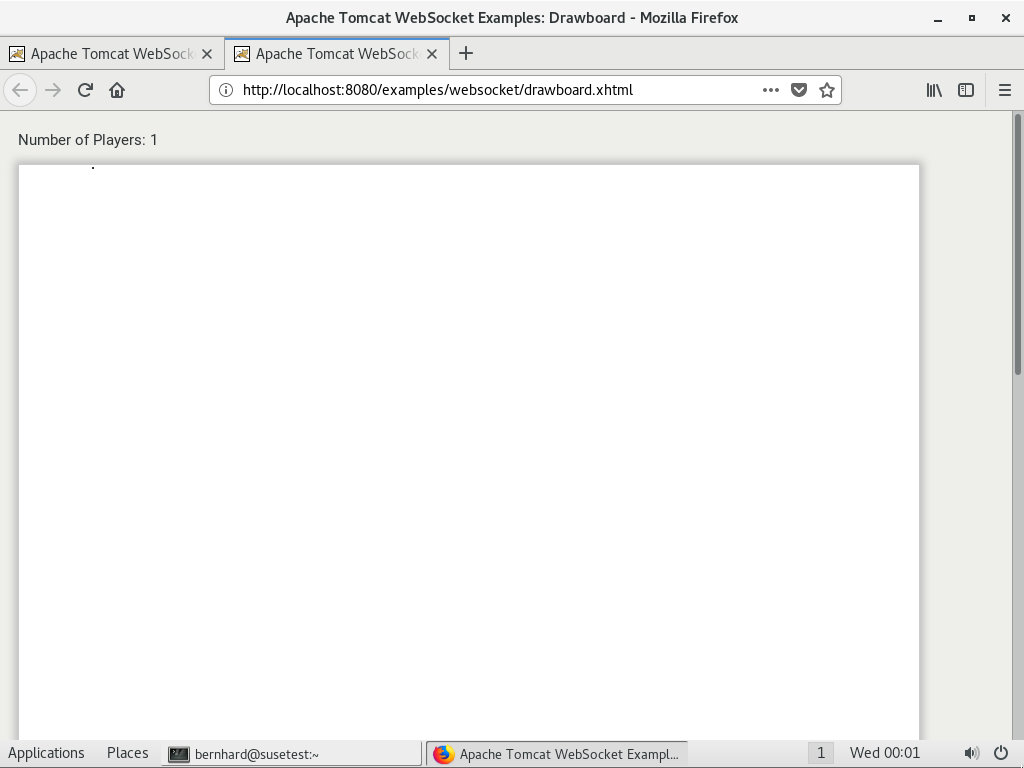 Apache Tomcat WebSocket Examples: Drawboard - Mozilla Firefox
Apache Tomcat WebSock
Apache Tomcat WebSock
http://localhost:8080/examples/websocket/drawboard.xhtml
Number of Players: 1
Applications Places bernhard@susetest:~ Apache Tomcat WebSocket Exampl... 1 Wed 00:01